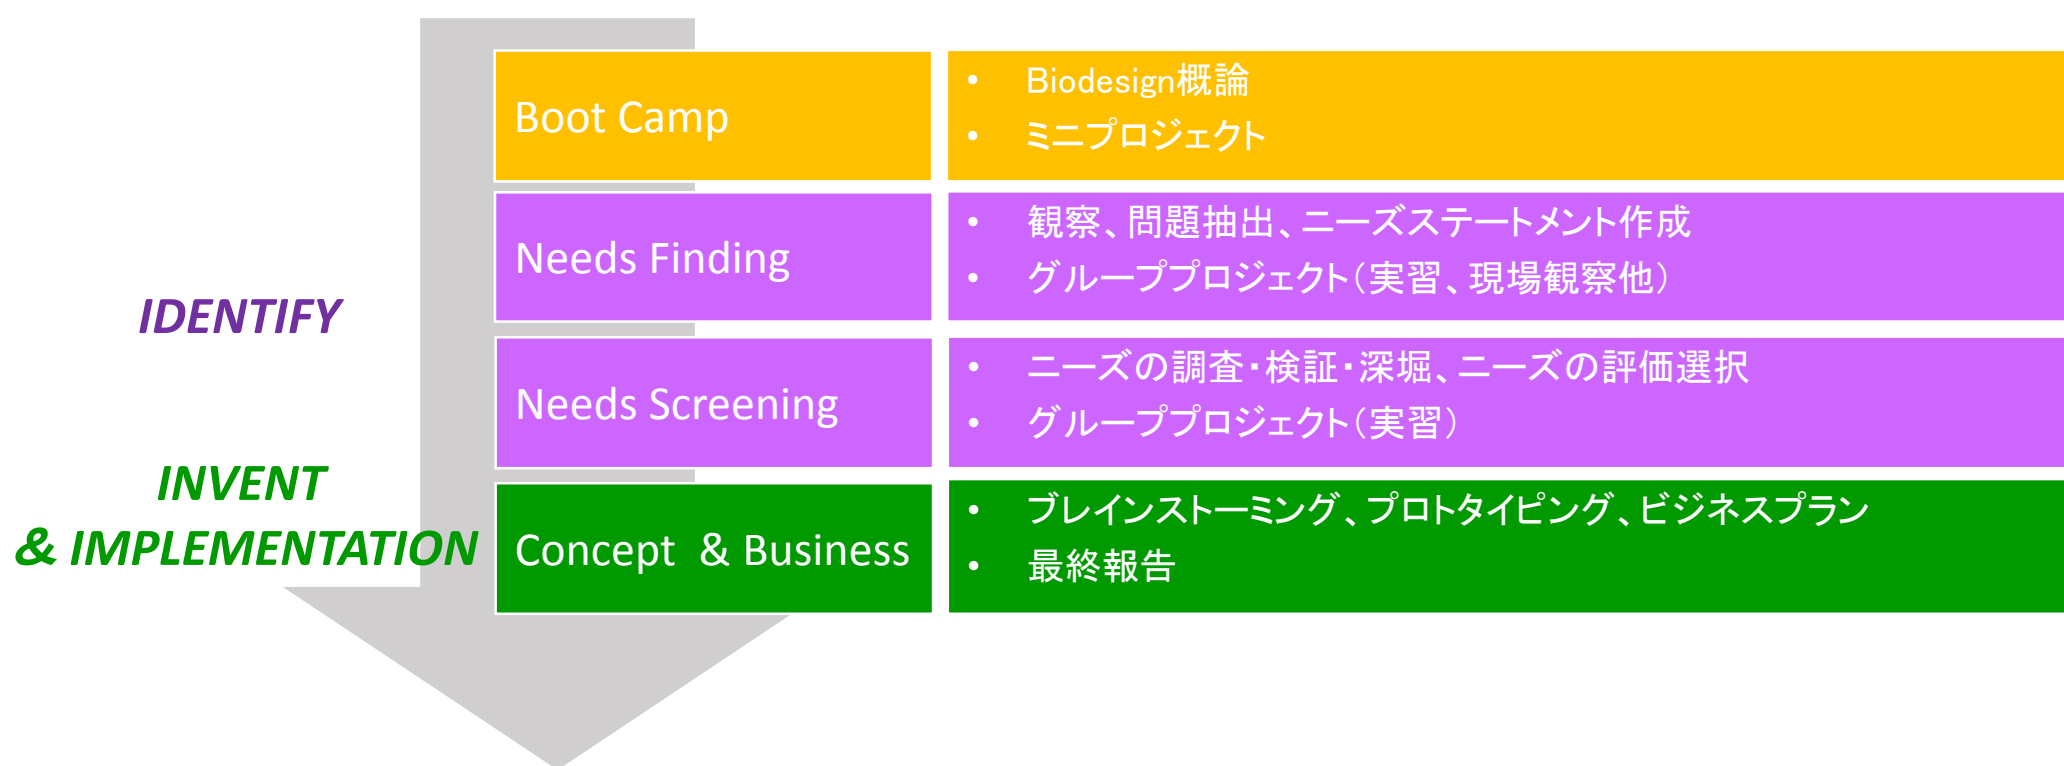 Boot Camp
• Biodesign概論
• ミニプロジェクト
IDENTIFY
Needs Finding
• 観察、問題抽出、ニーズステートメント作成
• グループプロジェクト(実習、現場観察他)
Needs Screening
• ニーズの調査・検証・深堀、ニーズの評価選択
• グループプロジェクト(実習)
INVENT
& IMPLEMENTATION
Concept & Business
• ブレインストーミング、プロトタイピング、ビジネスプラン
• 最終報告